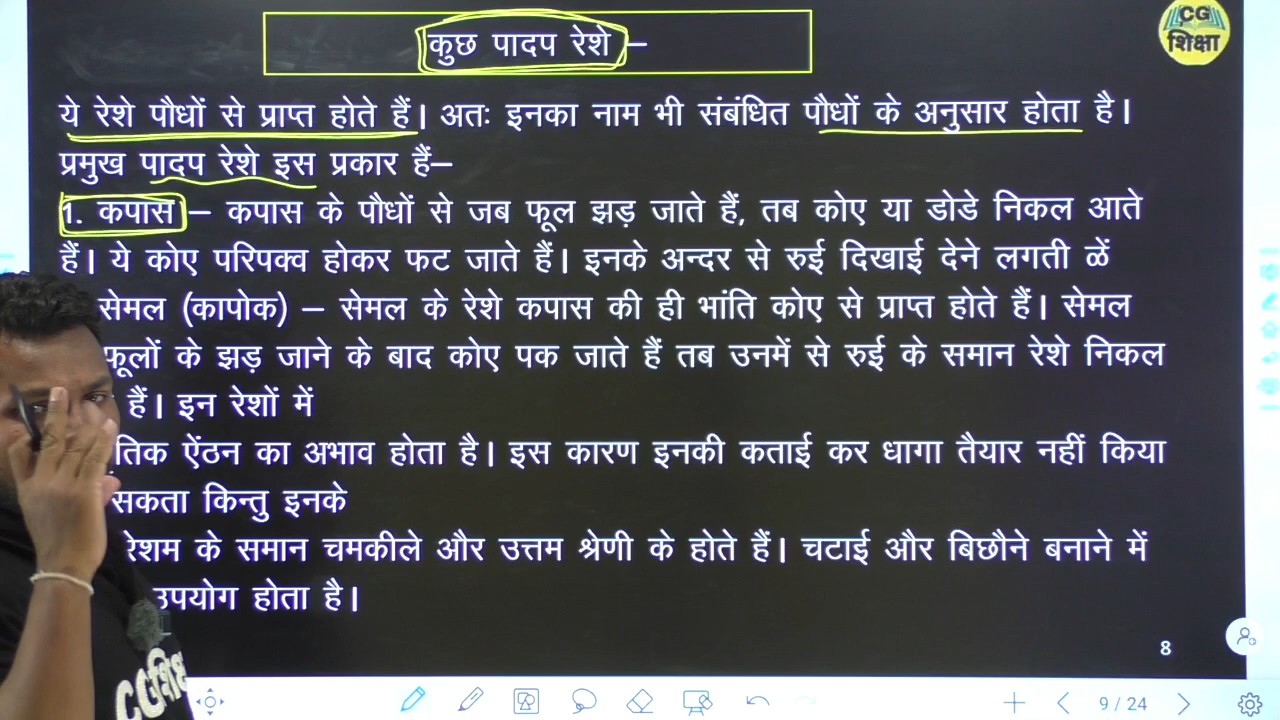 CG
शिक्षा
कुछ पादप रेशे –
ये रेशे पौधों से प्राप्त होते हैं। अतः इनका नाम भी संबंधित पौधों के अनुसार होता है।
प्रमुख पादप रेशे इस प्रकार हैं–
1. कपास – कपास के पौधों से जब फूल झड़ जाते हैं, तब कोए या डोडे निकल आते
हैं। ये कोए परिपक्व होकर फट जाते हैं। इनके अन्दर से रुई दिखाई देने लगती ळें
सेमल (कापोक) – सेमल के रेशे कपास की ही भांति कोए से प्राप्त होते हैं। सेमल
फूलों के झड़ जाने के बाद कोए पक जाते हैं तब उनमें से रुई के समान रेशे निकल
हैं। इन रेशों में
ऐंठन का अभाव होता है। इस कारण इनकी कताई कर धागा तैयार नहीं किया
सकता किन्तु इनके
रेशम के समान चमकीले और उत्तम श्रेणी के होते हैं। चटाई और बिछौने बनाने में
उपयोग होता है।
8
9 / 24